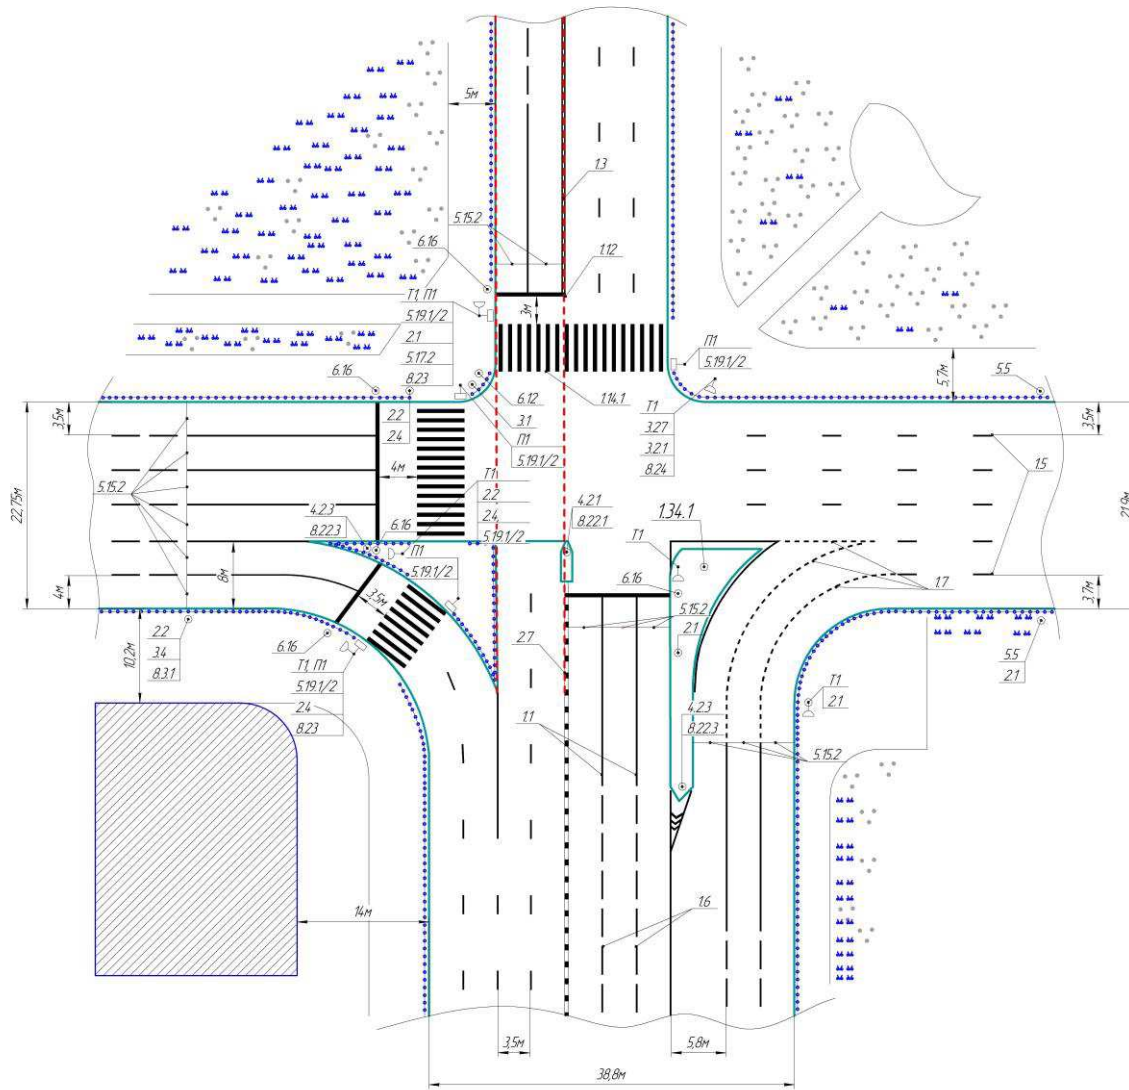 5м
1.3
5.15.2
6.16
1.12
Т1, П1
5.19.1/2
2.1
5.17.2
8.23
3м
П1
5.19.1/2
5,7м
5.5
6.16
6.12
3.1
П1
5.19.1/2
1.14.1
Т1
3.27
3.2.1
8.24
3,5м
2.2
2.4
3,5м
1.5
22,75м
5.15.2
4м
Т1
2.2
2.4
5.19.1/2
4.2.3
8.22.3
6.16
4.2.1
8.22.1
1.34.1
Т1
21,9м
П1
5.19.1/2
8м
4м
3,5м
6.16
5.15.2
2.1
1.7
3,7м
2.2
3.4
8.3.1
10,2м
6.16
2.7
5.5
2.1
Т1, П1
5.19.1/2
2.4
8.23
Т1
2.1
4.2.3
8.22.3
1.1
5.15.2
14м
1.6
3,5м
5,8м
38,8м